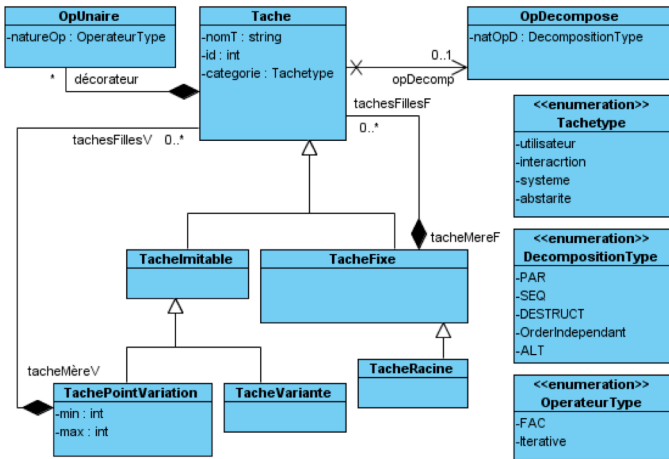 OpUnaire
-natureOp : OperateurType
Tache
-nomT : string
-id : int
-categorie : Tachetype
OpDecompose
-natOpD : DecompositionType
* décorateur
0..1
opDecomp
tachesFillesF
0..*
tachesFillesV 0..*
<<enumeration>>
Tachetype
-utilisateur
-interacrtion
-systeme
-abstarite
TacheImitable
TacheFixe
tacheMereF
<<enumeration>>
DecompositionType
-PAR
-SEQ
-DESTRUCT
-OrderIndependant
-ALT
tacheMèreV
TachePointVariation
-min : int
-max : int
TacheVariante
TacheRacine
<<enumeration>>
OperateurType
-FAC
-Iterative